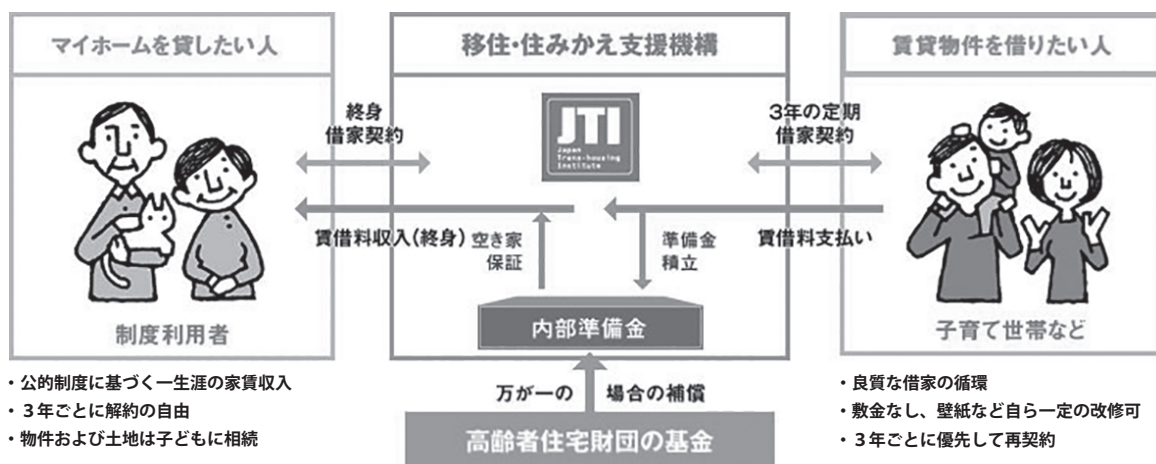 マイホームを貸したい人
移住・住みかえ支援機構
賃貸物件を借りたい人
終身
借家契約
JTI
Japan
Trans-housing
Institute
3年の定期
借家契約
賃借料収入(終身)
空き家
保証
準備金
積立
賃借料支払い
内部準備金
制度利用者
子育て世帯など
・公的制度に基づく一生涯の家賃収入
・３年ごとに解約の自由
・物件および土地は子どもに相続
万が一の 場合の補償
高齢者住宅財団の基金
・良質な借家の循環
・敷金なし、壁紙など自ら一定の改修可
・３年ごとに優先して再契約